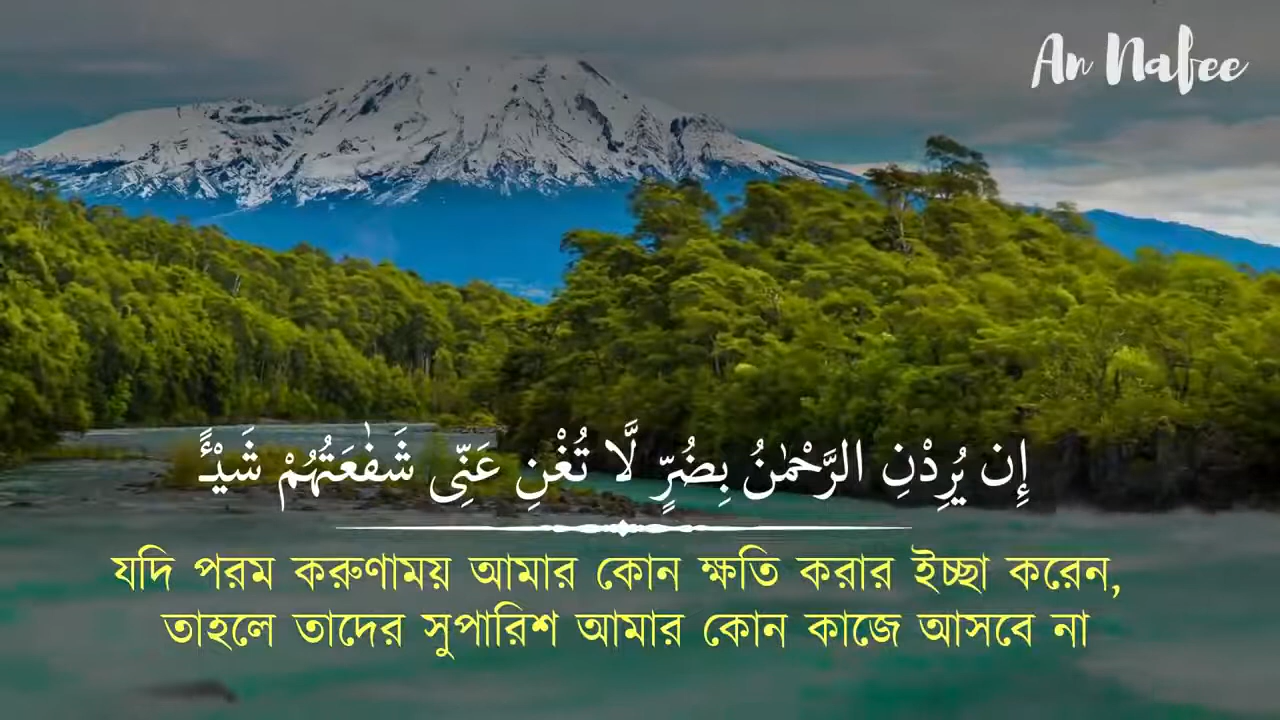 An Nafee
إِن يُرِدْنِ الرَّحْمٰنُ بِضُرٍّ لَّا تُغْنِ عَنِّى شَفٰعَتُهُمْ شَيْـًٔ
যদি পরম করুণাময় আমার কোন ক্ষতি করার ইচ্ছা করেন,
তাহলে তাদের সুপারিশ আমার কোন কাজে আসবে না